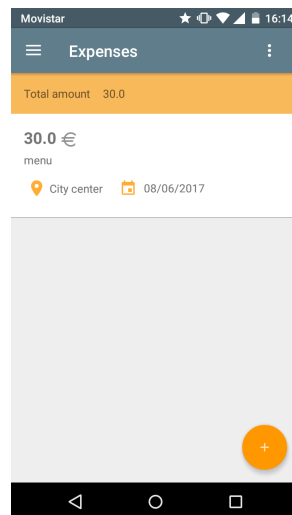 Movistar 16:14
Expenses
Total amount 30.0
30.0 €
menu
City center 08/06/2017
+